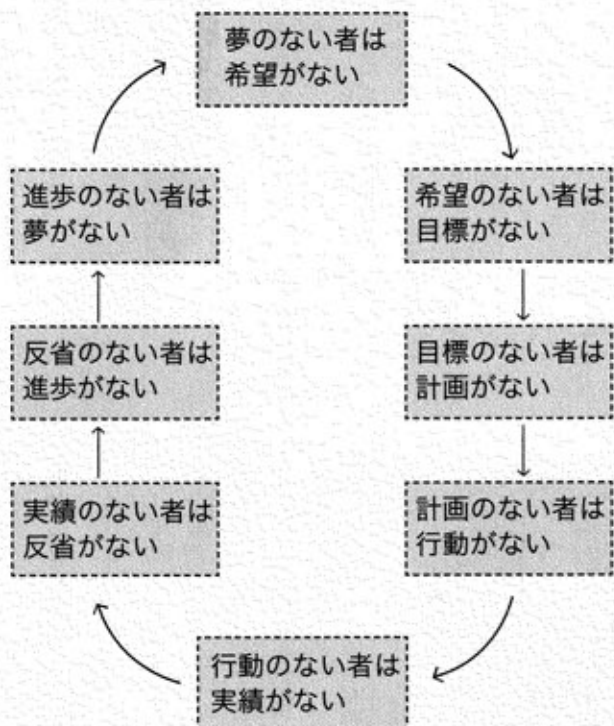 夢のない者は
希望がない
希望のない者は
目標がない
目標のない者は
計画がない
計画のない者は
行動がない
行動のない者は
実績がない
実績のない者は
反省がない
反省のない者は
進歩がない
進歩のない者は
夢がない